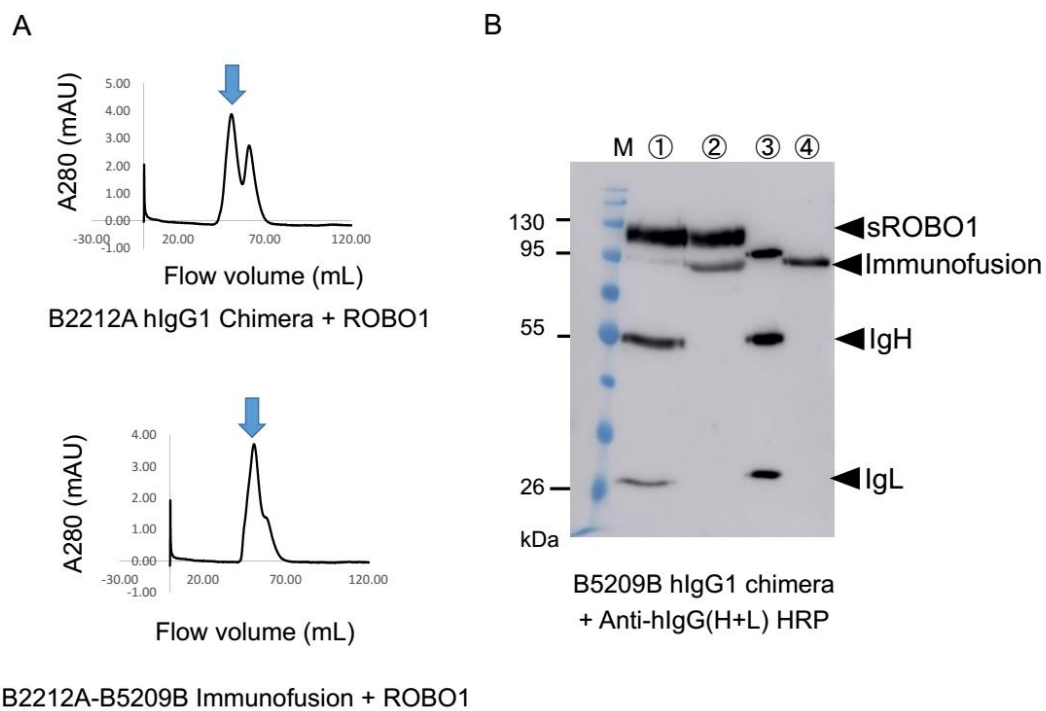 A
A280 (mAU)
5.00
4.00
3.00
2.00
1.00
0.00
-1.00
-30.00 20.00 70.00 120.00
Flow volume (mL)
B2212A hIgG1 Chimera + ROBO1
A280 (mAU)
4.00
3.00
2.00
1.00
0.00
-1.00
-30.00 20.00 70.00 120.00
Flow volume (mL)
B2212A-B5209B Immunofusion + ROBO1
B
M ① ② ③ ④
130
95
55
26
kDa
sROBO1
Immunofusion
IgH
IgL
B5209B hIgG1 chimera
+ Anti-hIgG(H+L) HRP